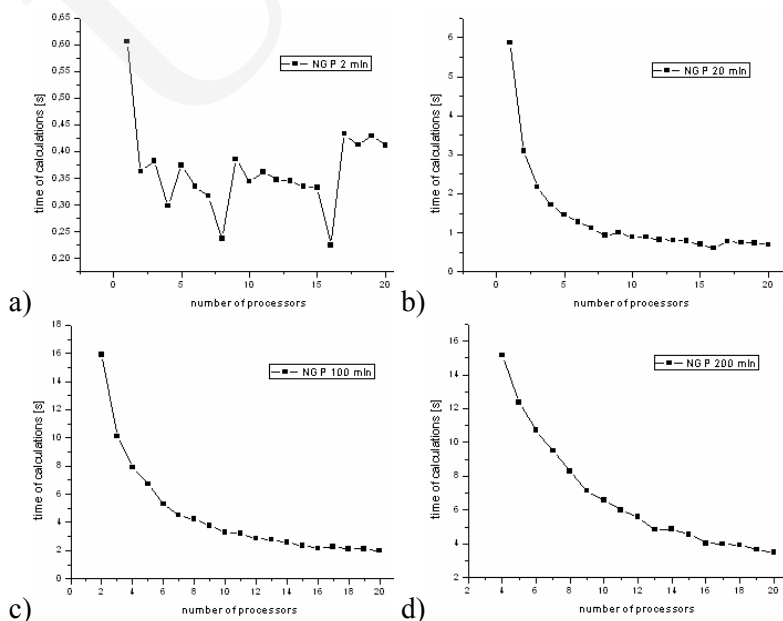 0,65
0,60
0,55
0,50
0,45
0,40
0,35
0,30
0,25
0,20
time of calculations [s]
NG P 2 mln
0 5 10 15 20
number of processors
a)
6
5
4
3
2
1
0
time of calculations [s]
NG P 20 mln
0 5 10 15 20
number of processors
b)
18
16
14
12
10
8
6
4
2
0
time of calculations [s]
NG P 100 mln
0 2 4 6 8 10 12 14 16 18 20
number of processors
c)
16
14
12
10
8
6
4
2
time of calculations [s]
NG P 200 mln
2 4 6 8 10 12 14 16 18 20
number of processors
d)